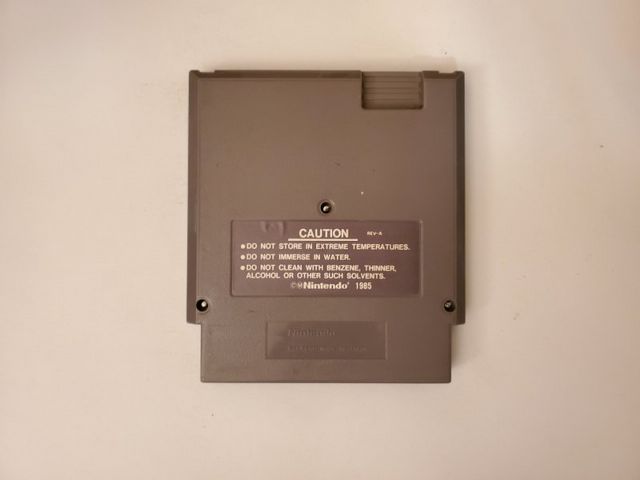 CAUTION REV-A
●DO NOT STORE IN EXTREME TEMPERATURES.
●DO NOT IMMERSE IN WATER.
●DO NOT CLEAN WITH BENZENE, THINNER,
ALCOHOL OR OTHER SUCH SOLVENTS.
©Ⓜ Nintendo® 1985
Nintendo